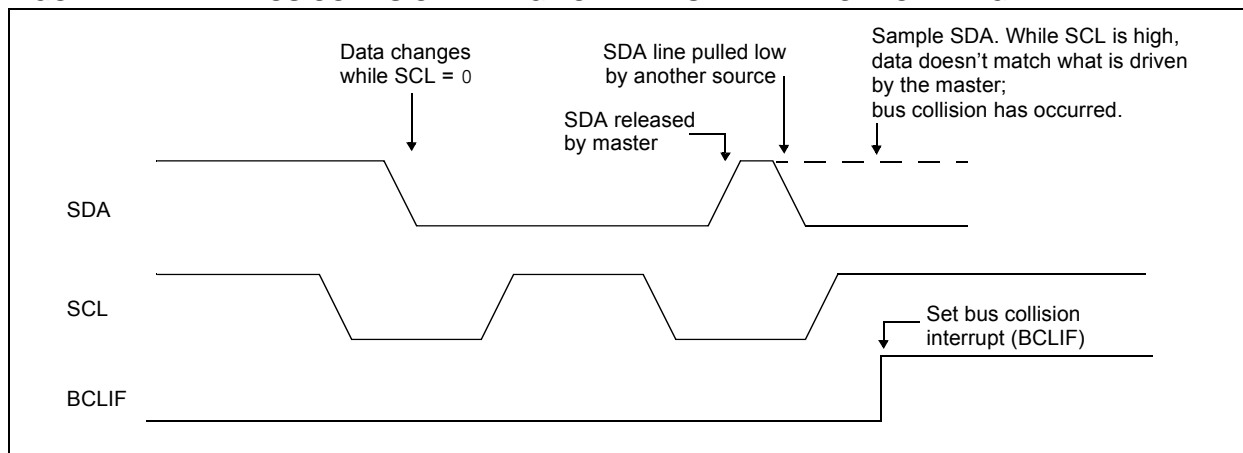 Data changes
while SCL = 0
SDA line pulled low
by another source
SDA released
by master
Sample SDA. While SCL is high,
data doesn't match what is driven
by the master;
bus collision has occurred.
SDA
SCL
Set bus collision
interrupt (BCLIF)
BCLIF